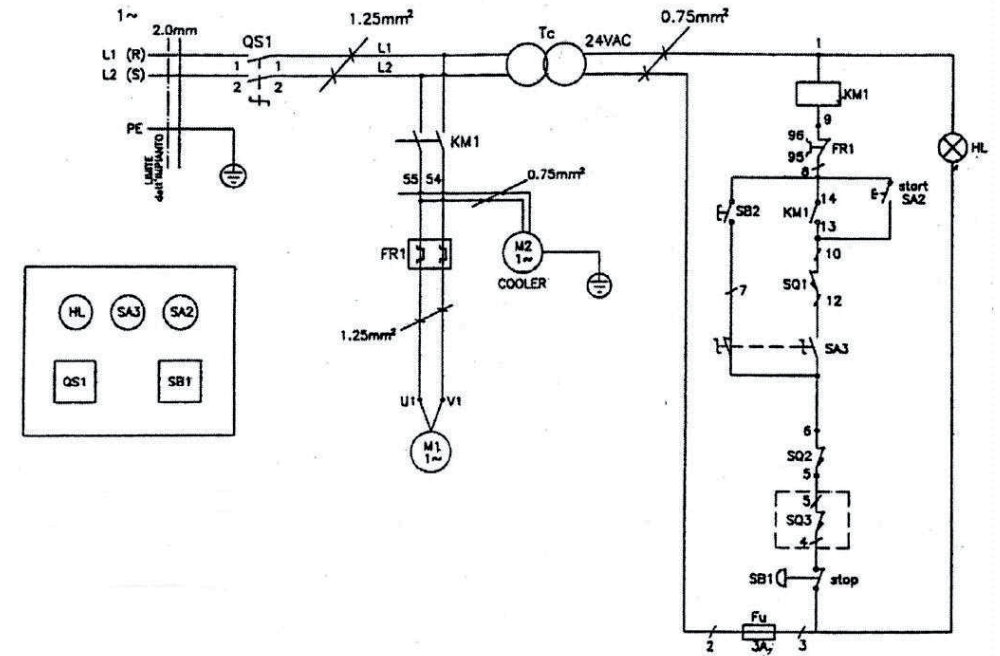 1~
2.0mm
1.25mm²
0.75mm²
QS1
L1 (R)
L1
Tc
24VAC
1
L2 (S)
1 1
L2
2 2
KM1
9
PE
KM1
96
95
FR1
HL
8
LIMITE
dell'IMPIANTO
55 54
0.75mm²
start
SA2
SB2
KM1
14
13
FR1
M2
1~
COOLER
10
SQ1
12
7
HL
SA3
SA2
1.25mm²
SA3
QS1
SB1
U1
V1
M1
1~
6
SQ2
5
5
SQ3
4
SB1
stop
Fu
2
3A
3